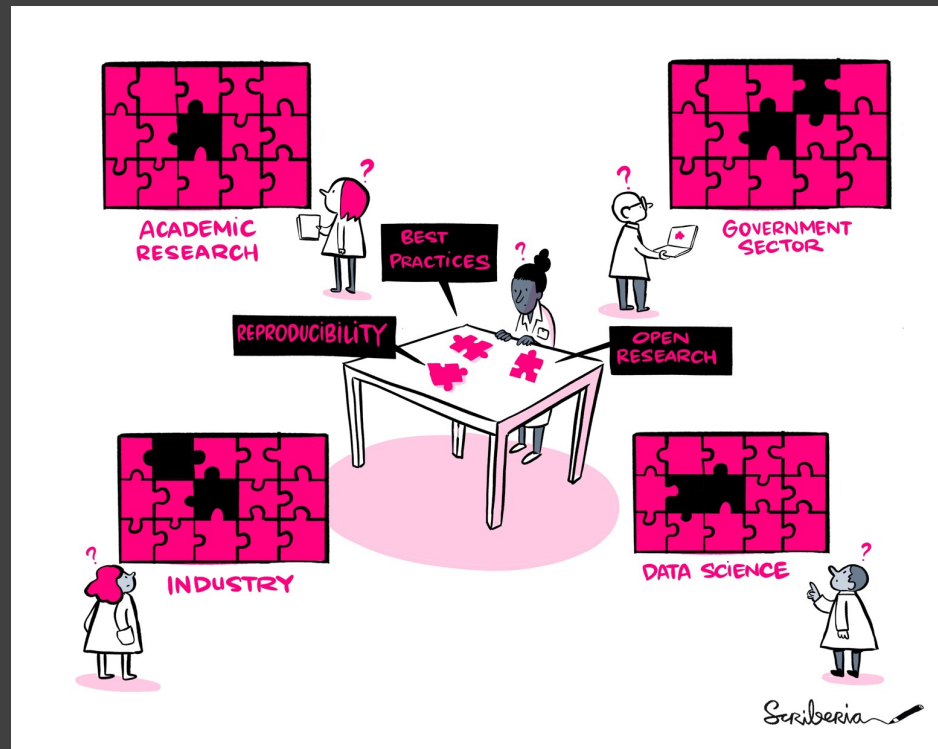 ACADEMIC
RESEARCH
?
?
GOVERNMENT
SECTOR
BEST
PRACTICES
?
REPRODUCIBILITY
OPEN
RESEARCH
?
INDUSTRY
DATA SCIENCE
?
Scriberia